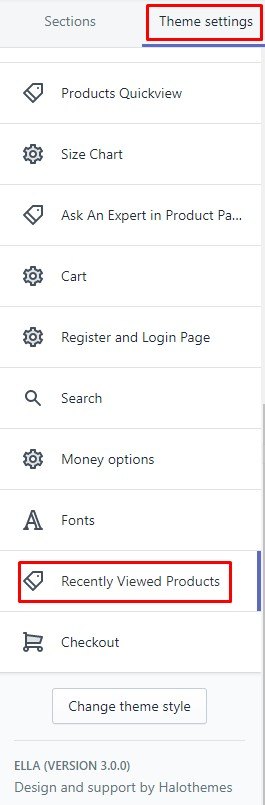 Sections Theme settings
Products Quickview
Size Chart
Ask An Expert in Product Pa...
Cart
Register and Login Page
Search
Money options
Fonts
Recently Viewed Products
Checkout
Change theme style
ELLA (VERSION 3.0.0)
Design and support by Halothemes